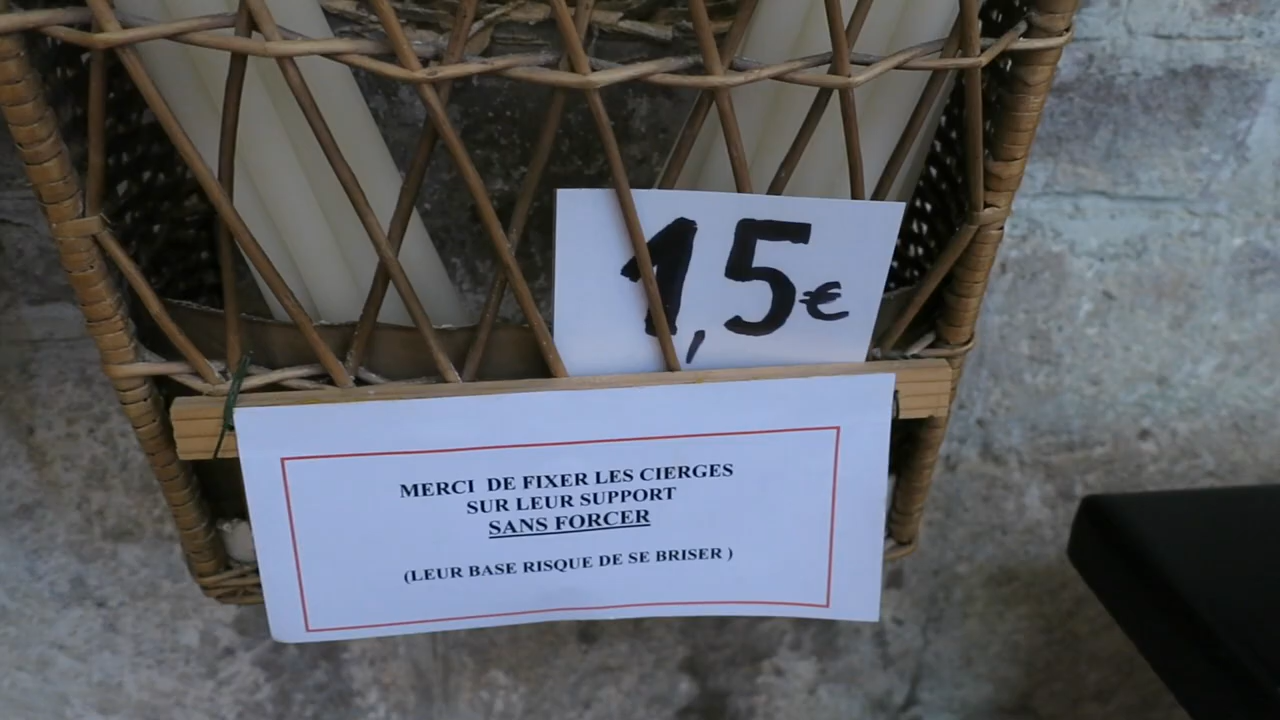 1,5€
MERCI DE FIXER LES CIERGES
SUR LEUR SUPPORT
SANS FORCER
(LEUR BASE RISQUE DE SE BRISER )